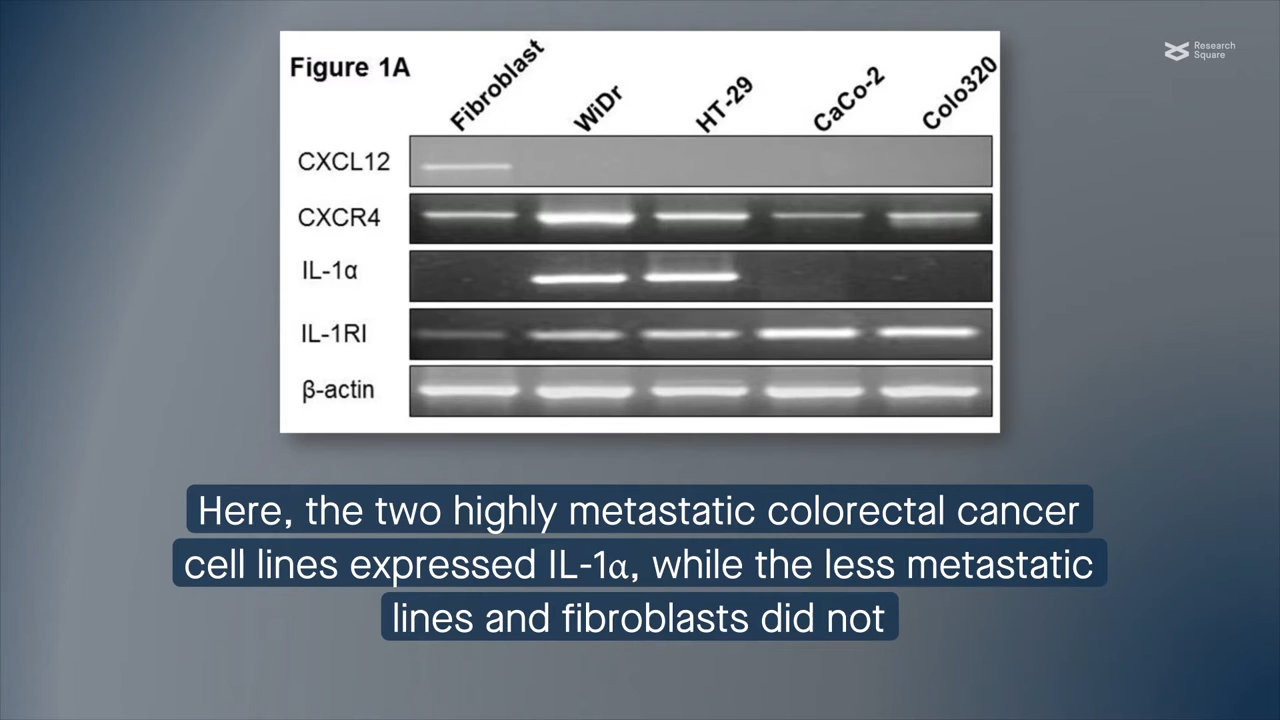 Research
Square
Figure 1A
Fibroblast
WiDr
HT-29
CaCo-2
Colo320
CXCL12
CXCR4
IL-1α
IL-1RI
β-actin
Here, the two highly metastatic colorectal cancer
cell lines expressed IL-1α, while the less metastatic
lines and fibroblasts did not